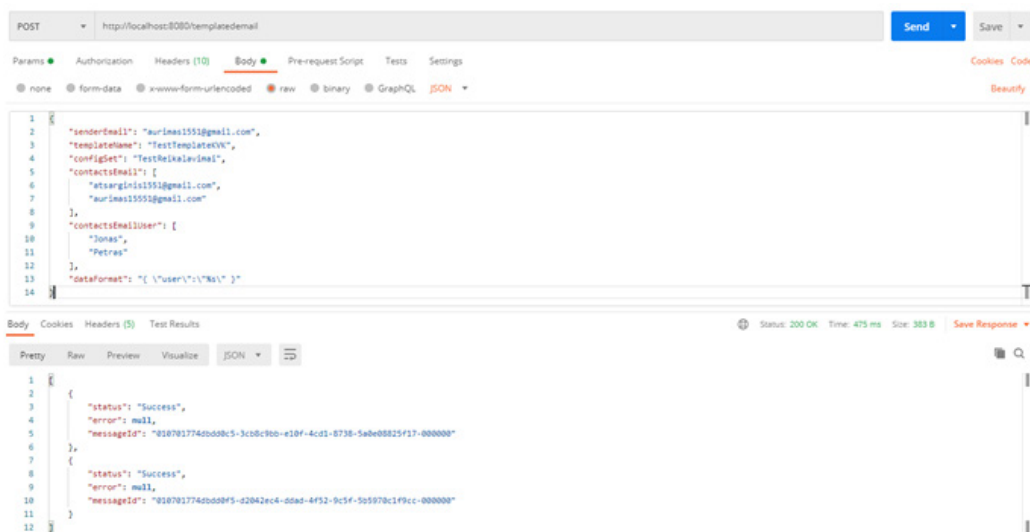 POST http://localhost:8080/templatedemail Send Save
Params Authorization Headers (10) Body Pre-request Script Tests Settings Cookies Code
none form-data x-www-form-urlencoded raw binary GraphQL JSON Beautify
1 {
2 "senderEmail": "aurimas1551@gmail.com",
3 "templateName": "TestTemplateKVK",
4 "configSet": "TestReikalavimai",
5 "contactsEmail": [
6 "atsarginis1551@gmail.com",
7 "aurimas15551@gmail.com"
8 ],
9 "contactsEmailUser": [
10 "Jonas",
11 "Petras"
12 ],
13 "dataFormat": "{ \"user\":\"%s\" }"
14 }
Body Cookies Headers (5) Test Results Status: 200 OK Time: 475 ms Size: 383 B Save Response
Pretty Raw Preview Visualize JSON
1 [
2 {
3 "status": "Success",
4 "error": null,
5 "messageId": "010701774dbdd0c5-3cb8c9bb-e10f-4cd1-8738-5a0e08825f17-000000"
6 },
7 {
8 "status": "Success",
9 "error": null,
10 "messageId": "010701774dbdd0f5-d2042ec4-ddad-4f52-9c5f-5b5970c1f9cc-000000"
11 }
12 ]